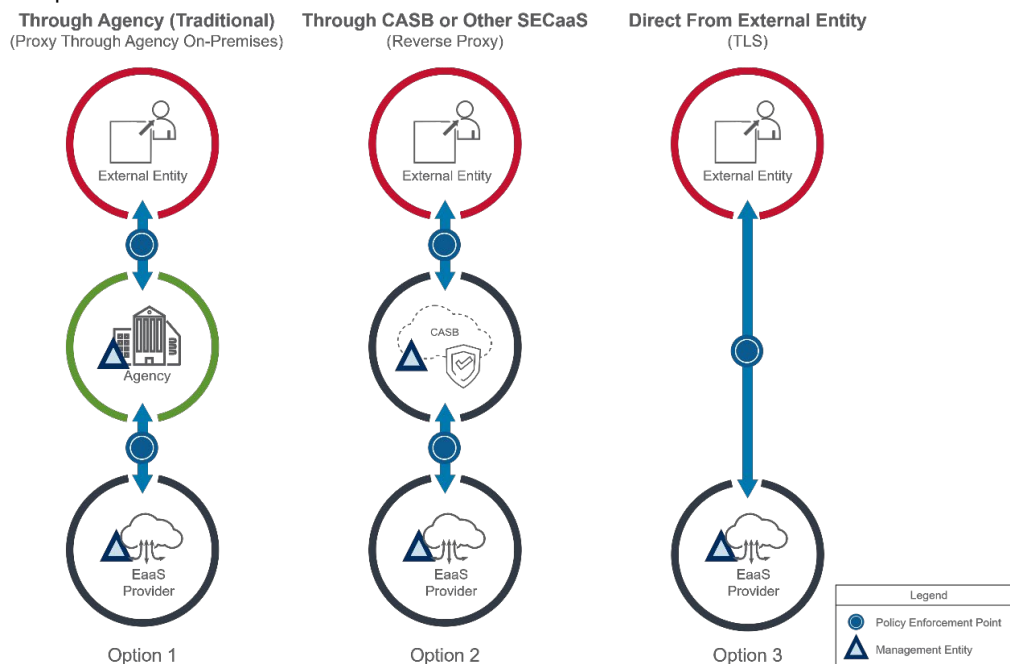 Through Agency (Traditional)
(Proxy Through Agency On-Premises)
Through CASB or Other SECaaS
(Reverse Proxy)
Direct From External Entity
(TLS)
External Entity
External Entity
External Entity
Agency
CASB
EaaS
Provider
EaaS
Provider
EaaS
Provider
Option 1
Option 2
Option 3
Legend
Policy Enforcement Point
Management Entity